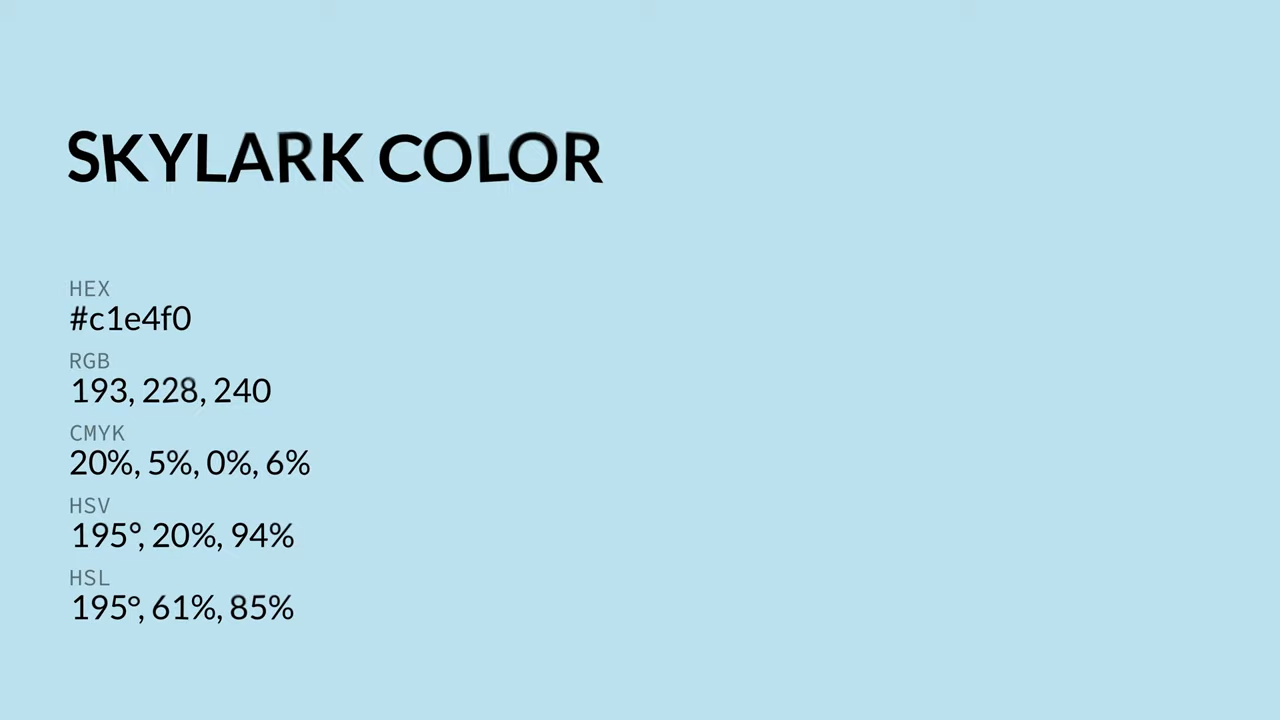 SKYLARK COLOR
HEX
#c1e4f0
RGB
193, 228, 240
CMYK
20%, 5%, 0%, 6%
HSV
195°, 20%, 94%
HSL
195°, 61%, 85%